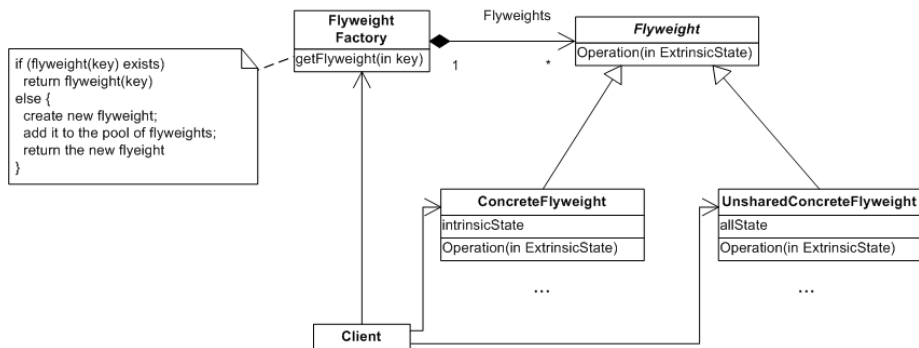 Flyweight
Factory
getFlyweight(in key)
Flyweights
1
*
Flyweight
Operation(in ExtrinsicState)
if (flyweight(key) exists)
return flyweight(key)
else {
create new flyweight;
add it to the pool of flyweights;
return the new flyeight
}
ConcreteFlyweight
intrinsicState
Operation(in ExtrinsicState)
...
UnsharedConcreteFlyweight
allState
Operation(in ExtrinsicState)
...
Client